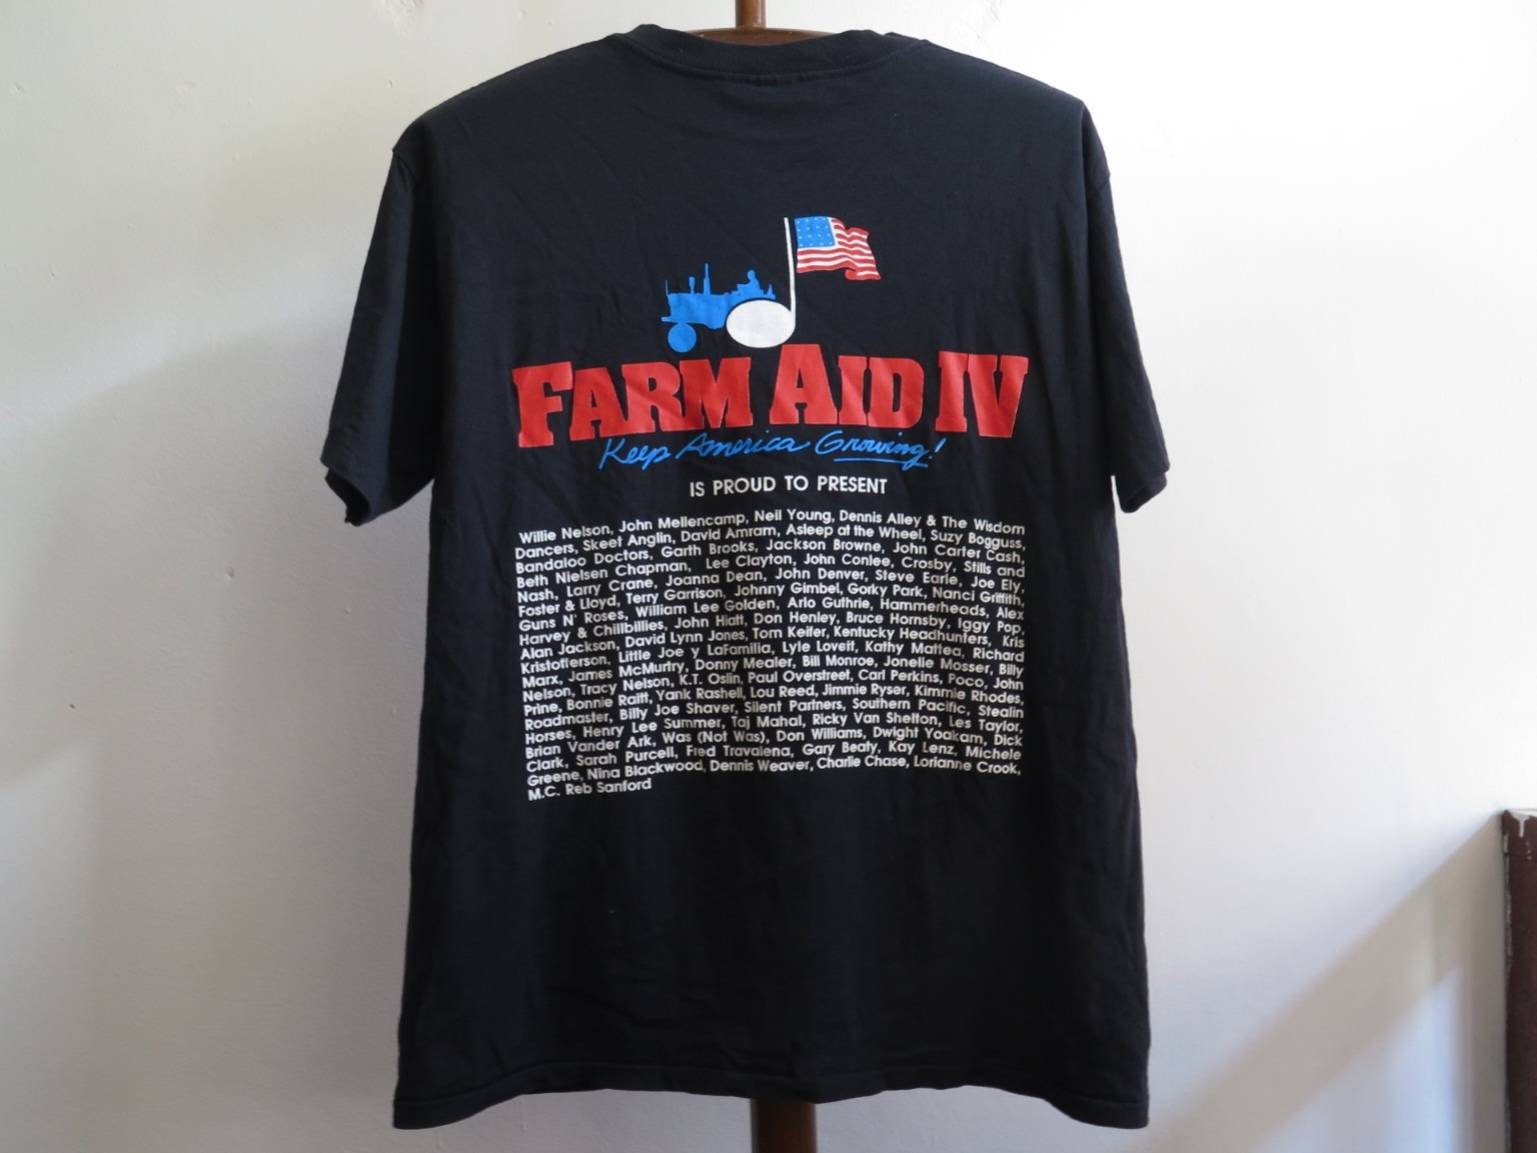 FARM AID IV
Keep America Growing!
IS PROUD TO PRESENT
Willie Nelson, John Mellencamp, Neil Young, Dennis Alley & The Wisdom
Dancers, Skeet Anglin, David Amram, Asleep at the Wheel, Suzy Bogguss,
Bandaloo Doctors, Garth Brooks, Jackson Browne, John Carter Cash,
Beth Nielsen Chapman, Lee Clayton, John Conlee, Crosby, Stills and
Nash, Larry Crane, Joanna Dean, John Denver, Steve Earle, Joe Ely,
Foster & Lloyd, Terry Garrison, Johnny Gimbel, Gorky Park, Nanci Griffith,
Guns N' Roses, William Lee Golden, Arlo Guthrie, Hammerheads, Alex
Harvey & Chillbillies, John Hiatt, Don Henley, Bruce Hornsby, Iggy Pop,
Alan Jackson, David Lynn Jones, Tom Keifer, Kentucky Headhunters, Kris
Kristofferson, Little Joe y LaFamilia, Lyle Lovett, Kathy Mattea, Richard
Marx, James McMurtry, Donny Mealer, Bill Monroe, Jonelle Mosser, Billy
Nelson, Tracy Nelson, K.T. Oslin, Paul Overstreet, Carl Perkins, Poco, John
Prine, Bonnie Raitt, Yank Rashell, Lou Reed, Jimmie Ryser, Kimmie Rhodes,
Roadmaster, Billy Joe Shaver, Silent Partners, Southern Pacific, Stealin
Horses, Henry Lee Summer, Taj Mahal, Ricky Van Shelton, Les Taylor,
Brian Vander Ark, Was (Not Was), Don Williams, Dwight Yoakam, Dick
Clark, Sarah Purcell, Fred Travalena, Gary Beaty, Kay Lenz, Michele
Greene, Nina Blackwood, Dennis Weaver, Charlie Chase, Lorianne Crook,
M.C. Reb Sanford